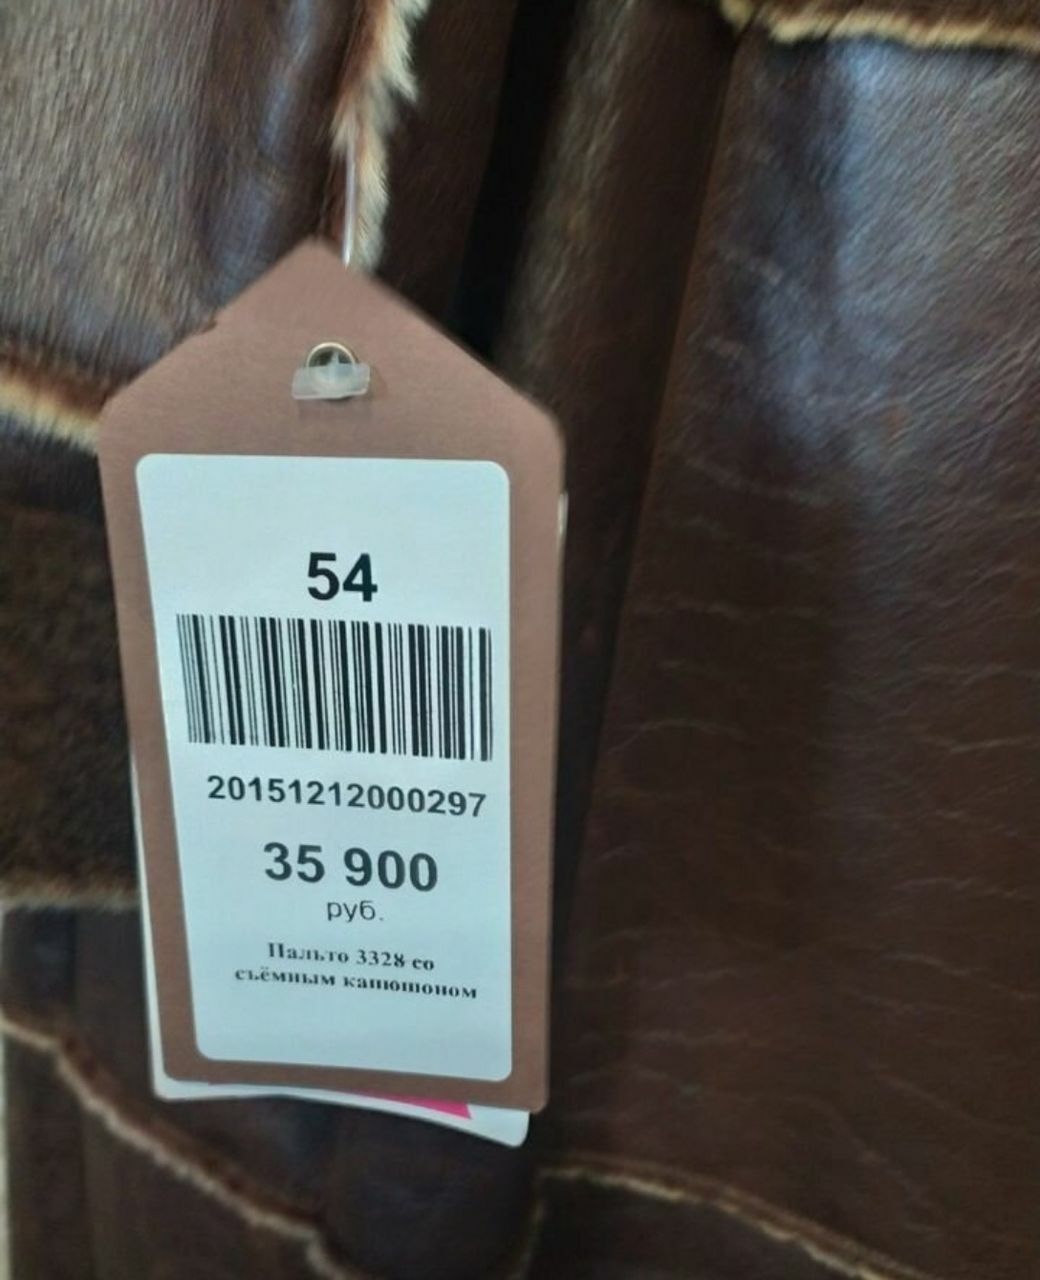 54
20151212000297
35 900
руб.
Пальто 3328 со
съёмным капюшоном